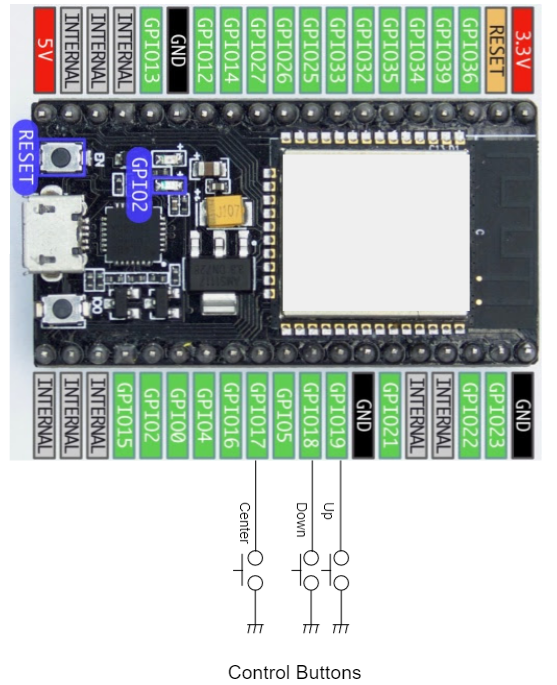 5V
INTERNAL
INTERNAL
INTERNAL
GPIO13
GND
GPIO12
GPIO14
GPIO27
GPIO26
GPIO25
GPIO33
GPIO32
GPIO35
GPIO34
GPIO39
GPIO36
RESET
3.3V
RESET
EN
GPIO2
J107
INTERNAL
INTERNAL
INTERNAL
GPIO15
GPIO2
GPIO0
GPIO4
GPIO16
GPIO17
GPIO5
GPIO18
GPIO19
GND
GPIO21
INTERNAL
INTERNAL
GPIO22
GPIO23
GND
Center
Down
Up
Control Buttons